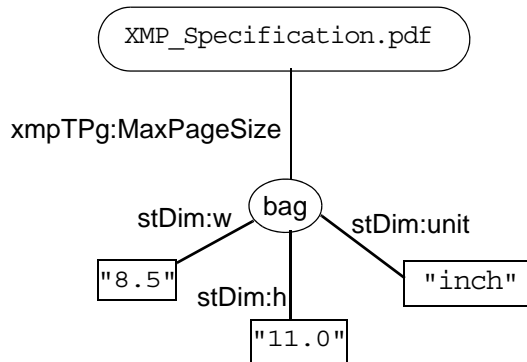 XMP_Specification.pdf
xmpTPg:MaxPageSize
bag
stDim:w
stDim:unit
"8.5"
"inch"
stDim:h
"11.0"